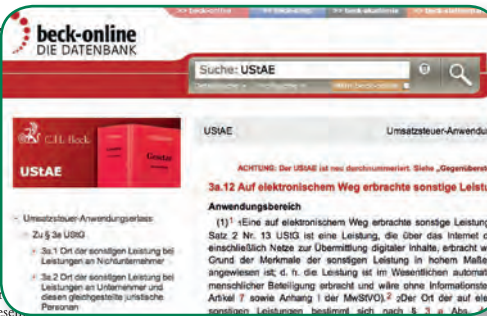 beck-online
DIE DATENBANK
Suche: UStAE
C.H. Beck
UStAE
Umsatzsteuer-Anwendungserlass
Zu § 3a UStG
3a.1 Ort der sonstigen Leistung bei
Leistungen an Nichtunternehmer
3a.2 Ort der sonstigen Leistung bei
Leistungen an Unternehmer und
diesen gleichgestellte juristische
Personen
UStAE Umsatzsteuer-Anwendu
ACHTUNG: Der UStAE ist neu durchnummeriert. Siehe „Gegenüberst
3a.12 Auf elektronischem Weg erbrachte sonstige Leistu
Anwendungsbereich
(1)¹ ₁Eine auf elektronischem Weg erbrachte sonstige Leistung
Satz 2 Nr. 13 UStG ist eine Leistung, die über das Internet o
einschließlich Netze zur Übermittlung digitaler Inhalte, erbracht w
Grund der Merkmale der sonstigen Leistung in hohem Maße
angewiesen ist; d. h. die Leistung ist im Wesentlichen automat
menschlicher Beteiligung erbracht und wäre ohne Informationste
Artikel 7 sowie Anhang I der MwStVO).² ₂Der Ort der auf ele
sonstigen Leistungen bestimmt sich nach § 3 a Abs.